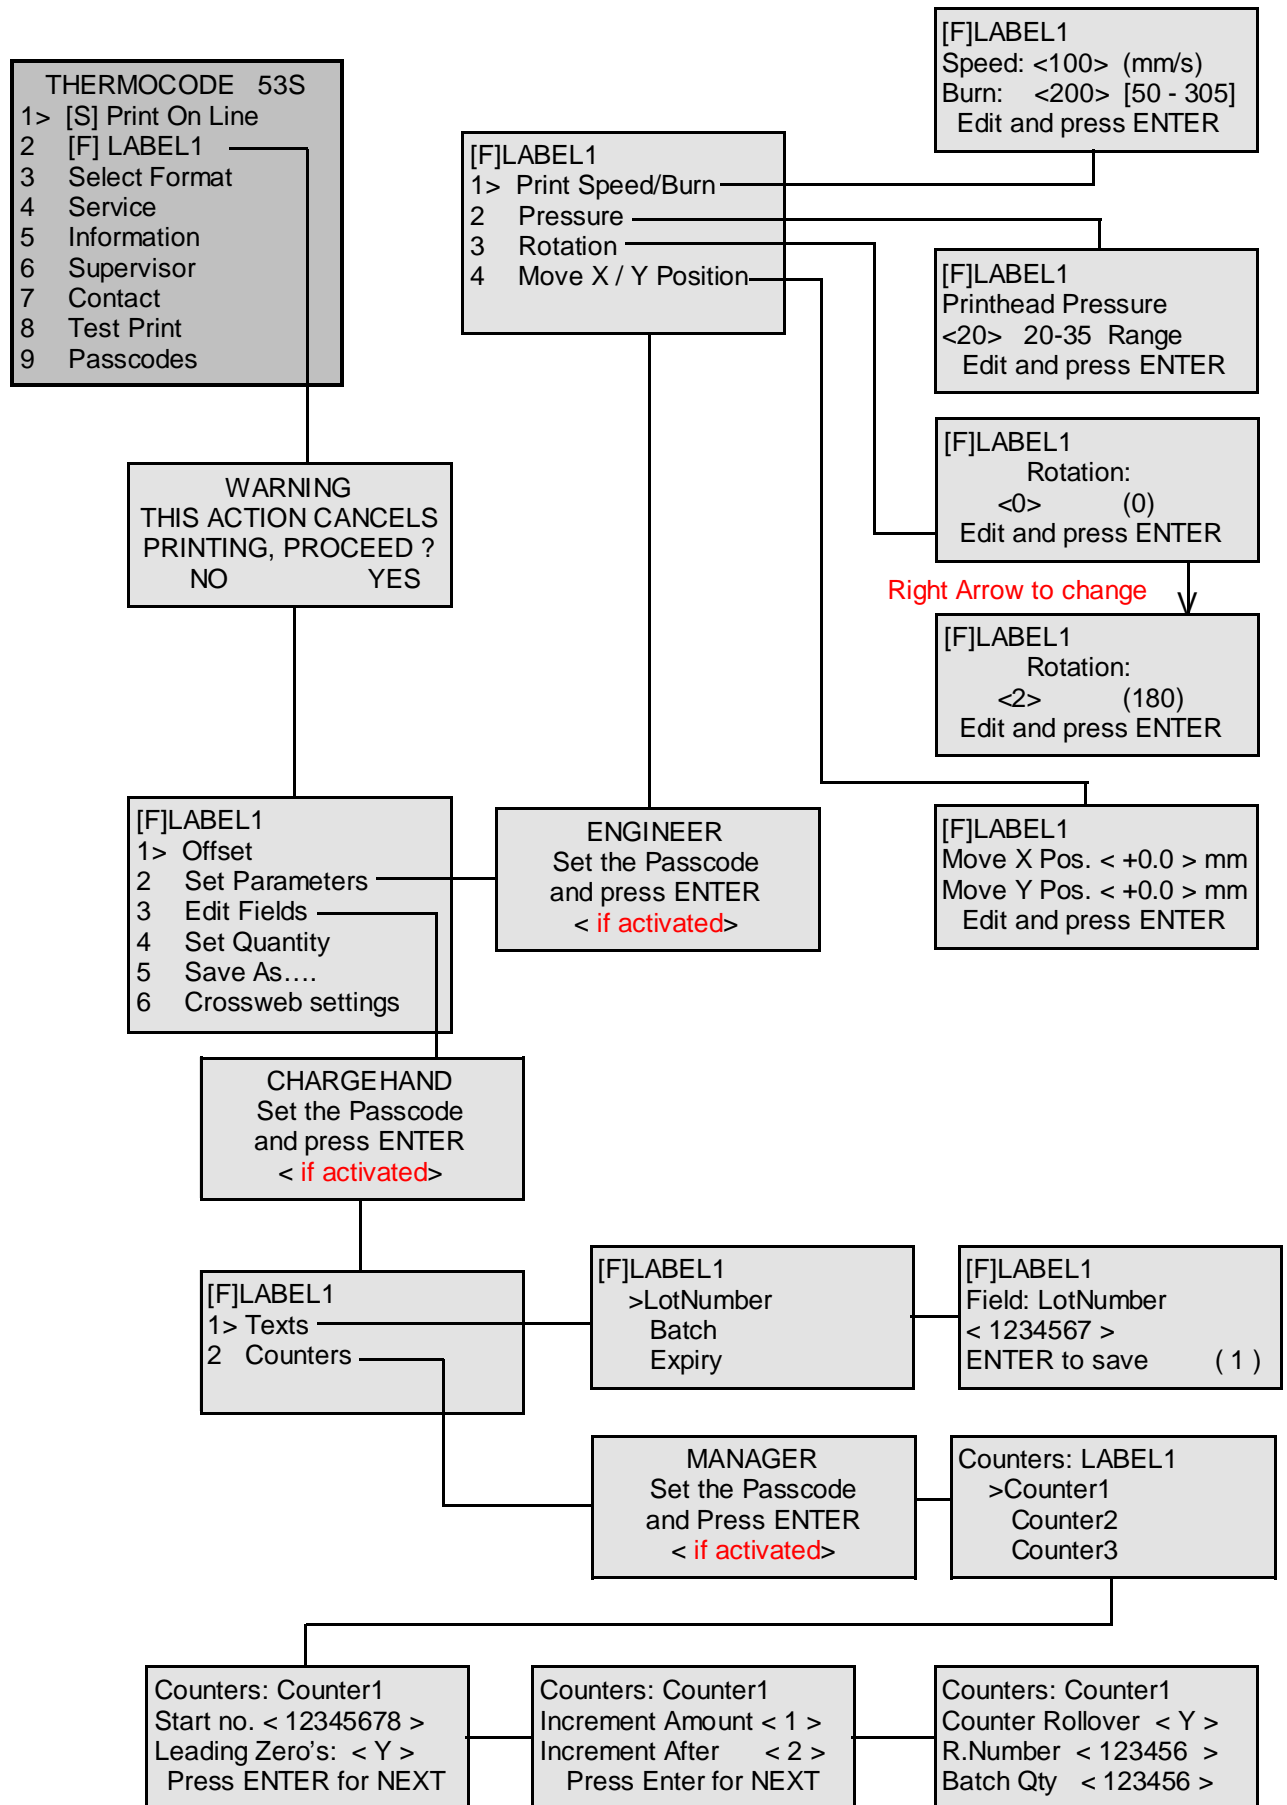 THERMOCODE 53S
1> [S] Print On Line
2 [F] LABEL1
3 Select Format
4 Service
5 Information
6 Supervisor
7 Contact
8 Test Print
9 Passcodes
[F]LABEL1
1> Print Speed/Burn
2 Pressure
3 Rotation
4 Move X / Y Position
[F]LABEL1
Speed: <100> (mm/s)
Burn: <200> [50 - 305]
Edit and press ENTER
[F]LABEL1
Printhead Pressure
<20> 20-35 Range
Edit and press ENTER
[F]LABEL1
Rotation:
<0> (0)
Edit and press ENTER
Right Arrow to change
[F]LABEL1
Rotation:
<2> (180)
Edit and press ENTER
[F]LABEL1
Move X Pos. < +0.0 > mm
Move Y Pos. < +0.0 > mm
Edit and press ENTER
WARNING
THIS ACTION CANCELS
PRINTING, PROCEED ?
NO YES
[F]LABEL1
1> Offset
2 Set Parameters
3 Edit Fields
4 Set Quantity
5 Save As....
6 Crossweb settings
ENGINEER
Set the Passcode
and press ENTER
< if activated>
CHARGEHAND
Set the Passcode
and press ENTER
< if activated>
[F]LABEL1
1> Texts
2 Counters
[F]LABEL1
>LotNumber
Batch
Expiry
[F]LABEL1
Field: LotNumber
< 1234567 >
ENTER to save ( 1 )
MANAGER
Set the Passcode
and Press ENTER
< if activated>
Counters: LABEL1
>Counter1
Counter2
Counter3
Counters: Counter1
Start no. < 12345678 >
Leading Zero's: < Y >
Press ENTER for NEXT
Counters: Counter1
Increment Amount < 1 >
Increment After < 2 >
Press Enter for NEXT
Counters: Counter1
Counter Rollover < Y >
R.Number < 123456 >
Batch Qty < 123456 >